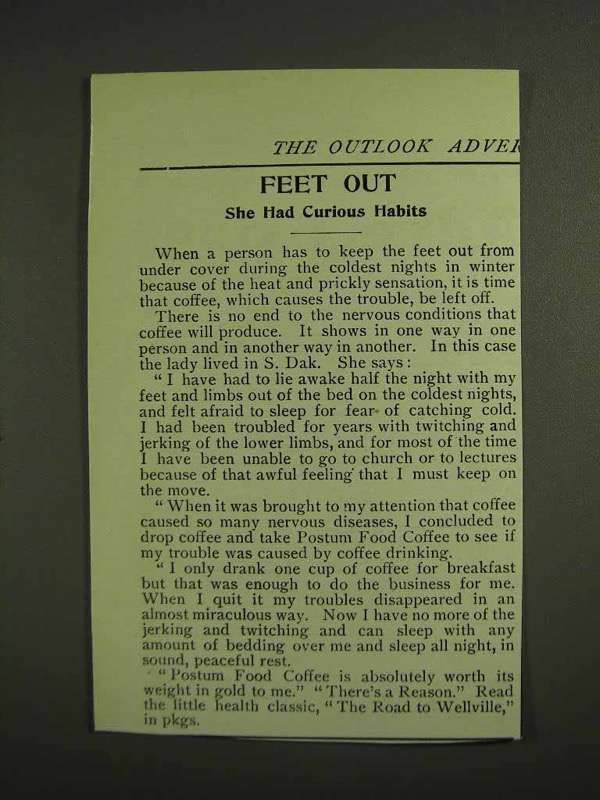 THE OUTLOOK ADVER
FEET OUT
She Had Curious Habits
When a person has to keep the feet out from
under cover during the coldest nights in winter
because of the heat and prickly sensation, it is time
that coffee, which causes the trouble, be left off.
There is no end to the nervous conditions that
coffee will produce. It shows in one way in one
person and in another way in another. In this case
the lady lived in S. Dak. She says:
“I have had to lie awake half the night with my
feet and limbs out of the bed on the coldest nights,
and felt afraid to sleep for fear of catching cold.
I had been troubled for years with twitching and
jerking of the lower limbs, and for most of the time
I have been unable to go to church or to lectures
because of that awful feeling that I must keep on
the move.
“When it was brought to my attention that coffee
caused so many nervous diseases, I concluded to
drop coffee and take Postum Food Coffee to see if
my trouble was caused by coffee drinking.
“I only drank one cup of coffee for breakfast
but that was enough to do the business for me.
When I quit it my troubles disappeared in an
almost miraculous way. Now I have no more of the
jerking and twitching and can sleep with any
amount of bedding over me and sleep all night, in
sound, peaceful rest.
“Postum Food Coffee is absolutely worth its
weight in gold to me.” “There's a Reason.” Read
the little health classic, “The Road to Wellville,”
in pkgs.